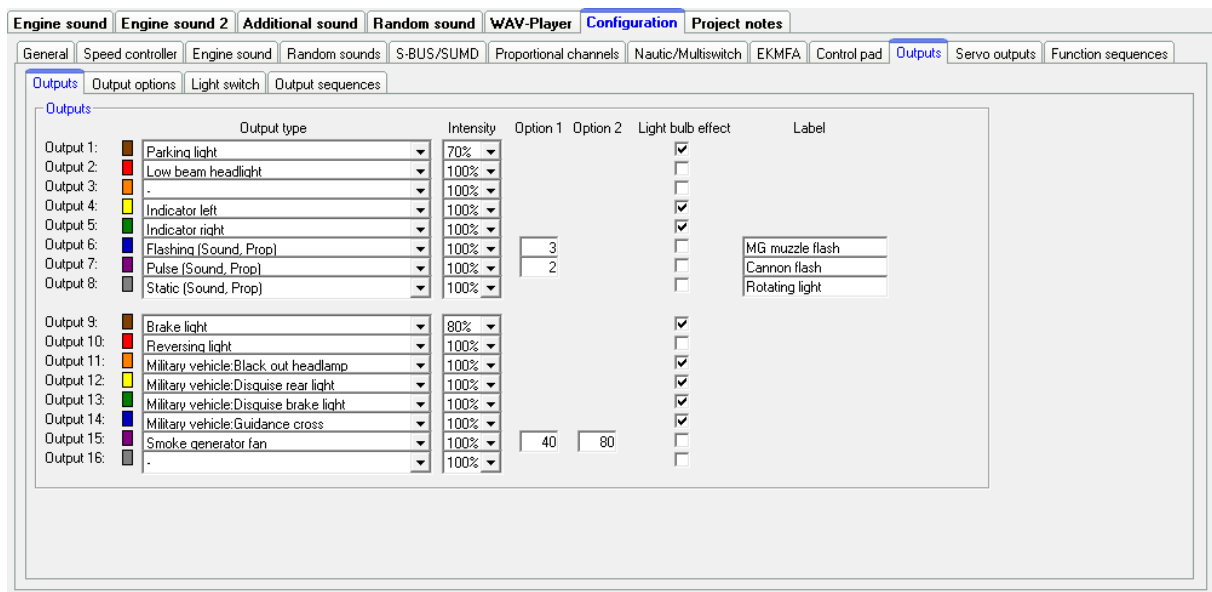 Engine sound Engine sound 2 Additional sound Random sound WAV-Player Configuration Project notes
General Speed controller Engine sound Random sounds S-BUS/SUMD Proportional channels Nautic/Multiswitch EKMFA Control pad Outputs Servo outputs Function sequences
Outputs Output options Light switch Output sequences
Outputs
Output type Intensity Option 1 Option 2 Light bulb effect Label
Output 1: Parking light 70%
Output 2: Low beam headlight 100%
Output 3: - 100%
Output 4: Indicator left 100%
Output 5: Indicator right 100%
Output 6: Flashing (Sound, Prop) 100% 3 MG muzzle flash
Output 7: Pulse (Sound, Prop) 100% 2 Cannon flash
Output 8: Static (Sound, Prop) 100% Rotating light
Output 9: Brake light 80%
Output 10: Reversing light 100%
Output 11: Military vehicle:Black out headlamp 100%
Output 12: Military vehicle:Disguise rear light 100%
Output 13: Military vehicle:Disguise brake light 100%
Output 14: Military vehicle:Guidance cross 100%
Output 15: Smoke generator fan 100% 40 80
Output 16: - 100%